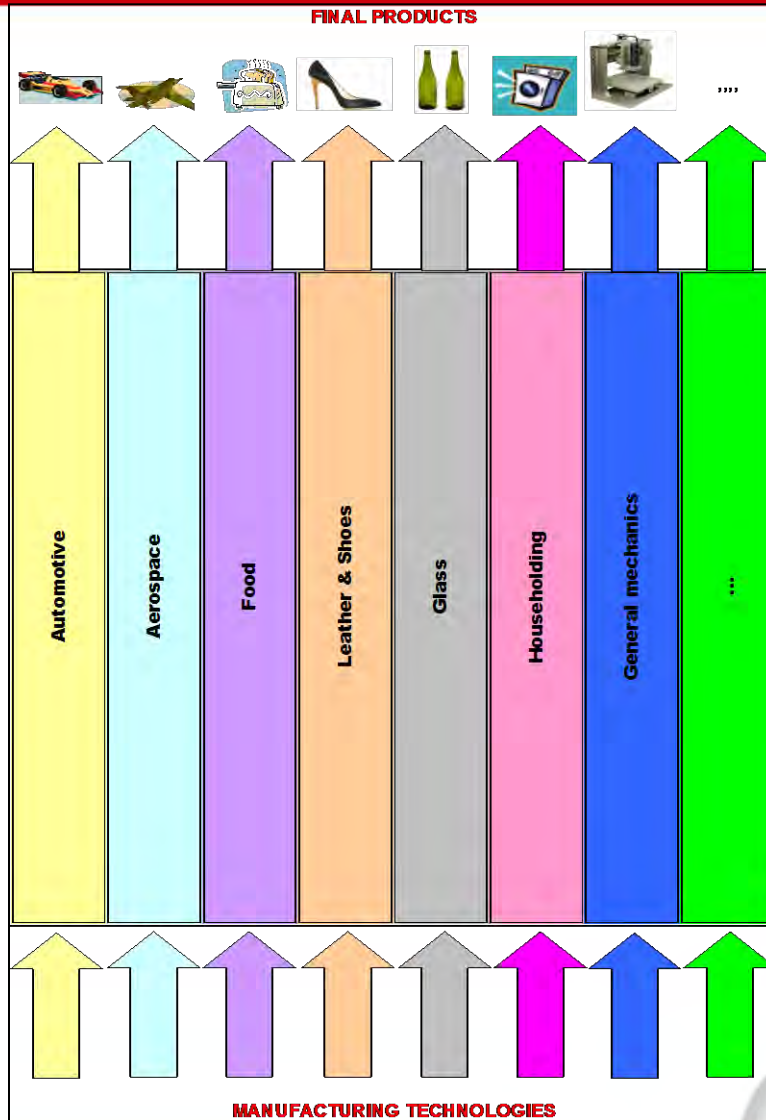 FINAL PRODUCTS
,,,,
Automotive
Aerospace
Food
Leather & Shoes
Glass
Householding
General mechanics
...
MANUFACTURING TECHNOLOGIES